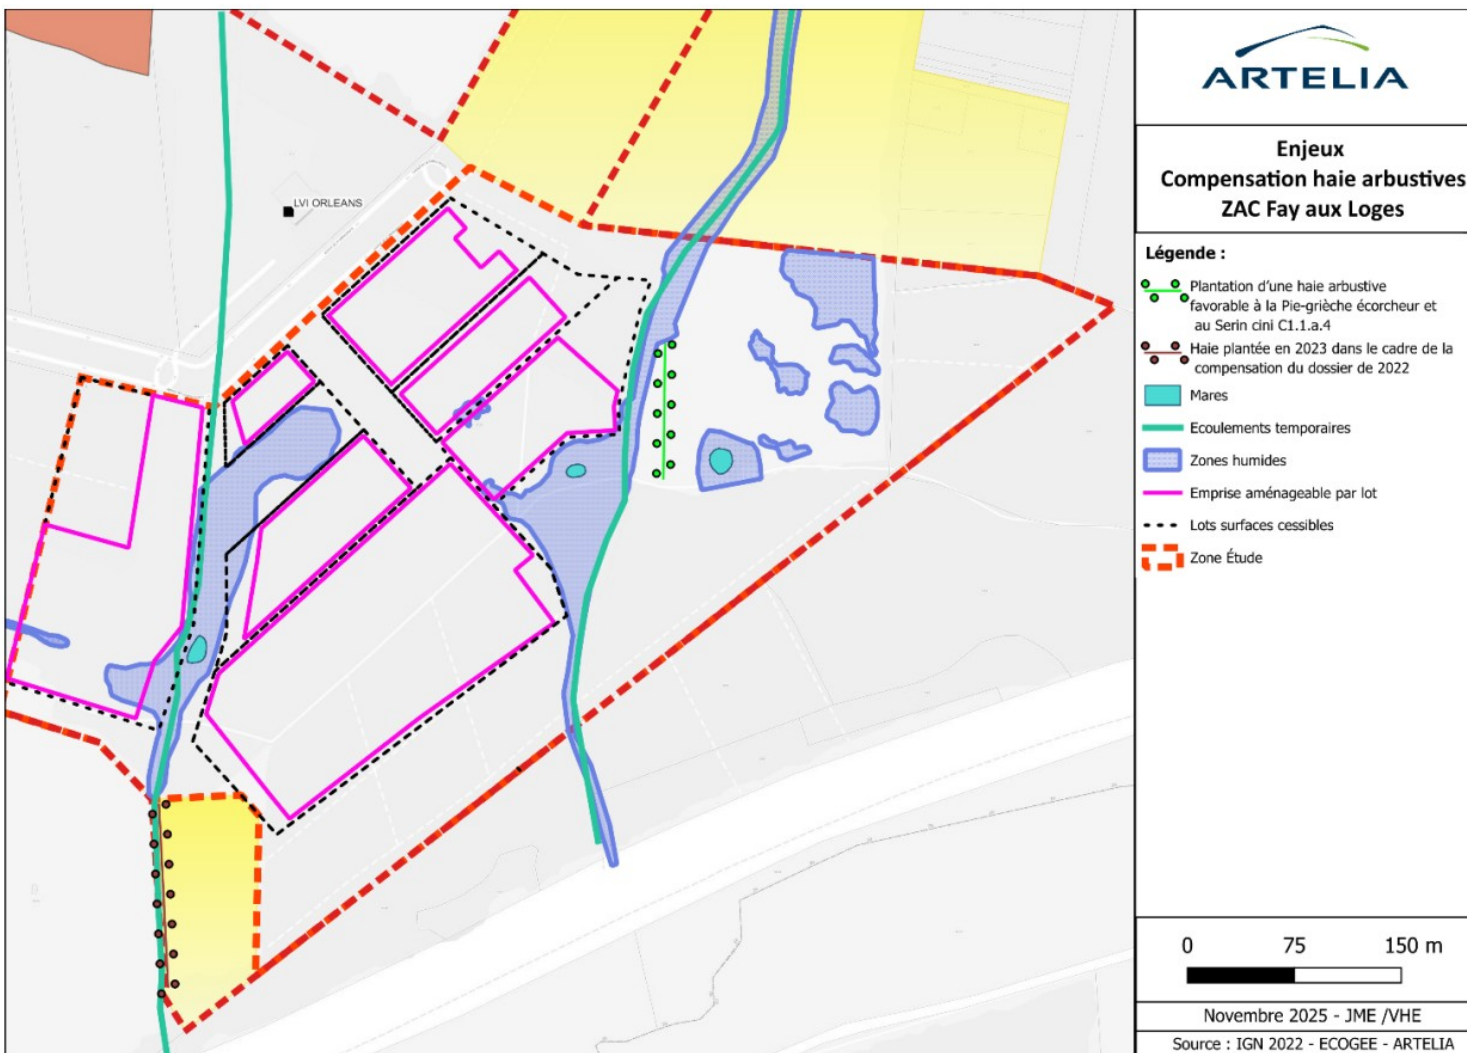 LVI ORLEANS
ARTELIA
Enjeux
Compensation haie arbustives
ZAC Fay aux Loges
Légende :
Plantation d'une haie arbustive
favorable à la Pie-grièche écorcheur et
au Serin cini C1.1.a.4
Haie plantée en 2023 dans le cadre de la
compensation du dossier de 2022
Mares
Ecoulements temporaires
Zones humides
Emprise aménageable par lot
Lots surfaces cessibles
Zone Étude
0 75 150 m
Novembre 2025 - JME /VHE
Source : IGN 2022 - ECOGEE - ARTELIA